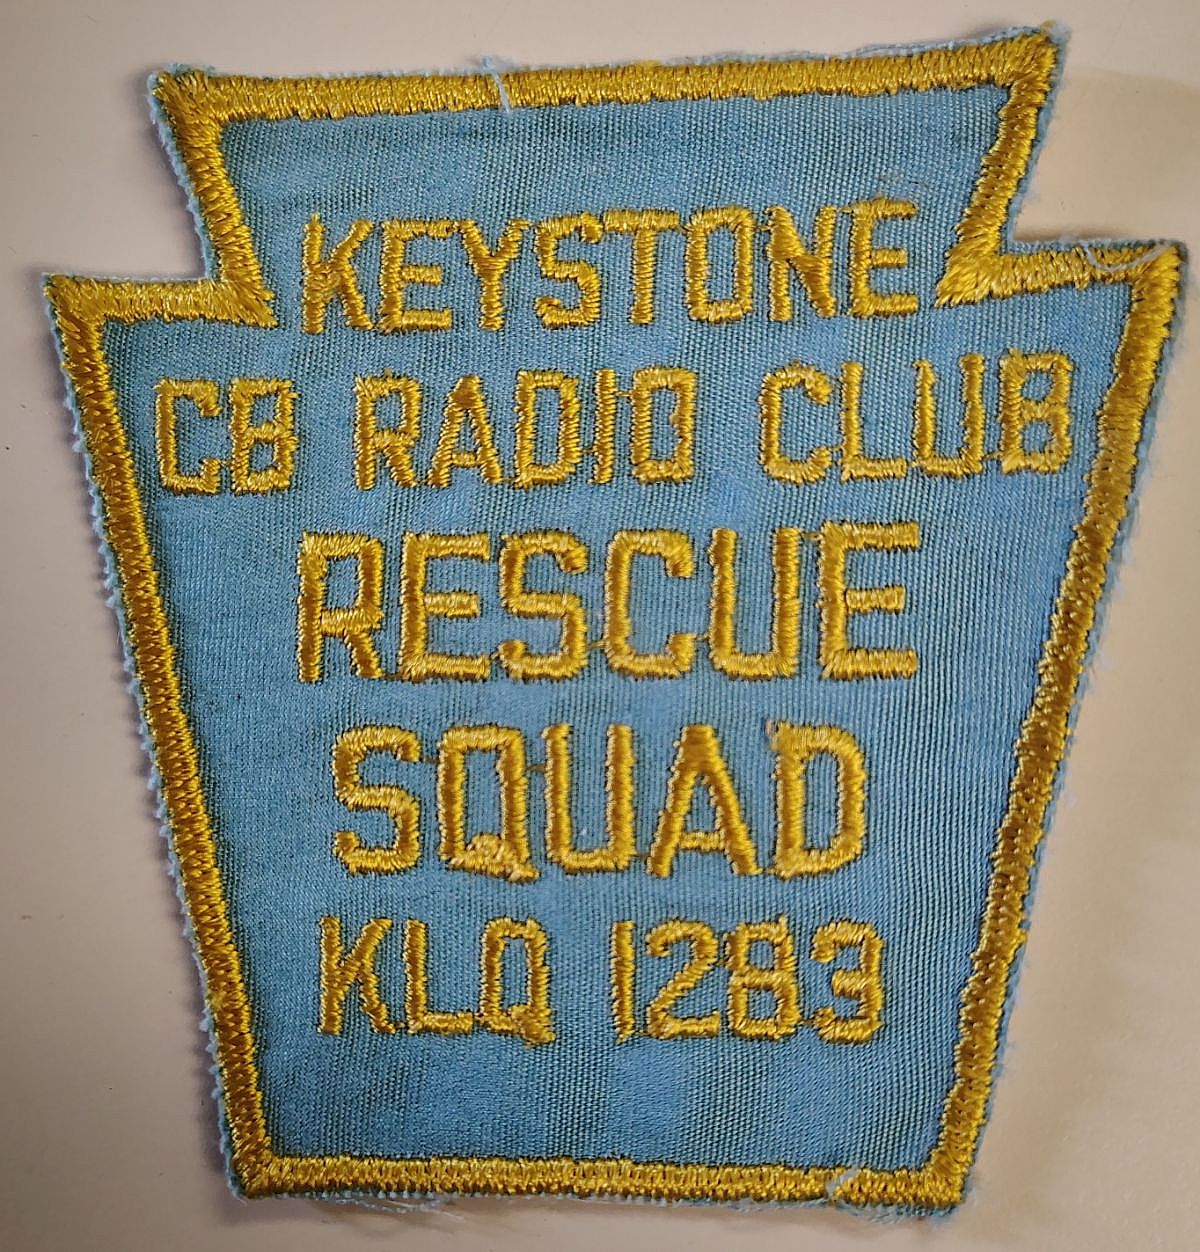 KEYSTONE
CB RADIO CLUB
RESCUE
SQUAD
KLQ 1283